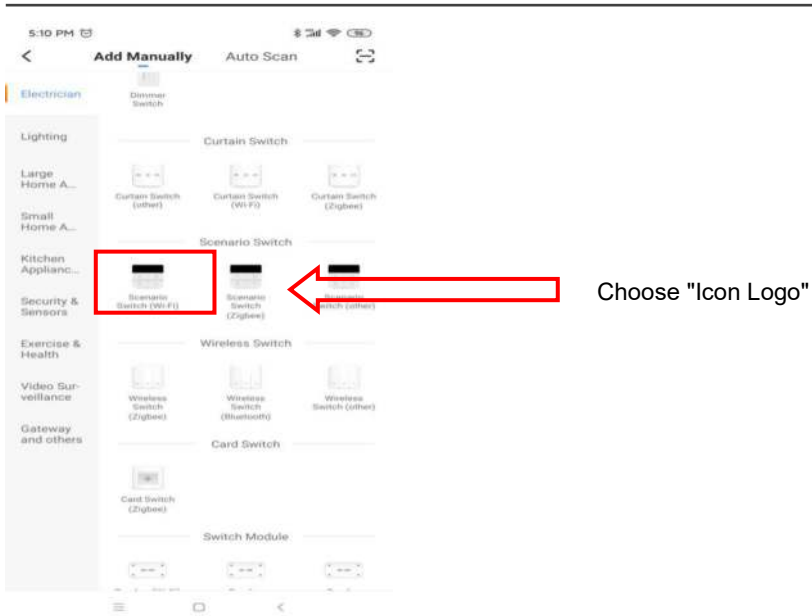 5:10 PM
Add Manually Auto Scan
Electrician
Dimmer
Switch
Lighting
Curtain Switch
Large
Home A...
Curtain Switch
(other)
Curtain Switch
(Wi-Fi)
Curtain Switch
(Zigbee)
Small
Home A...
Scenario Switch
Kitchen
Applianc...
Security &
Sensors
Scenario
Switch (Wi-Fi)
Scenario
Switch
(Zigbee)
Scenario
Switch (other)
Choose "Icon Logo"
Exercise &
Health
Wireless Switch
Video Sur-
veillance
Wireless
Switch
(Zigbee)
Wireless
Switch
(Bluetooth)
Wireless
Switch (other)
Gateway
and others
Card Switch
Card Switch
(Zigbee)
Switch Module